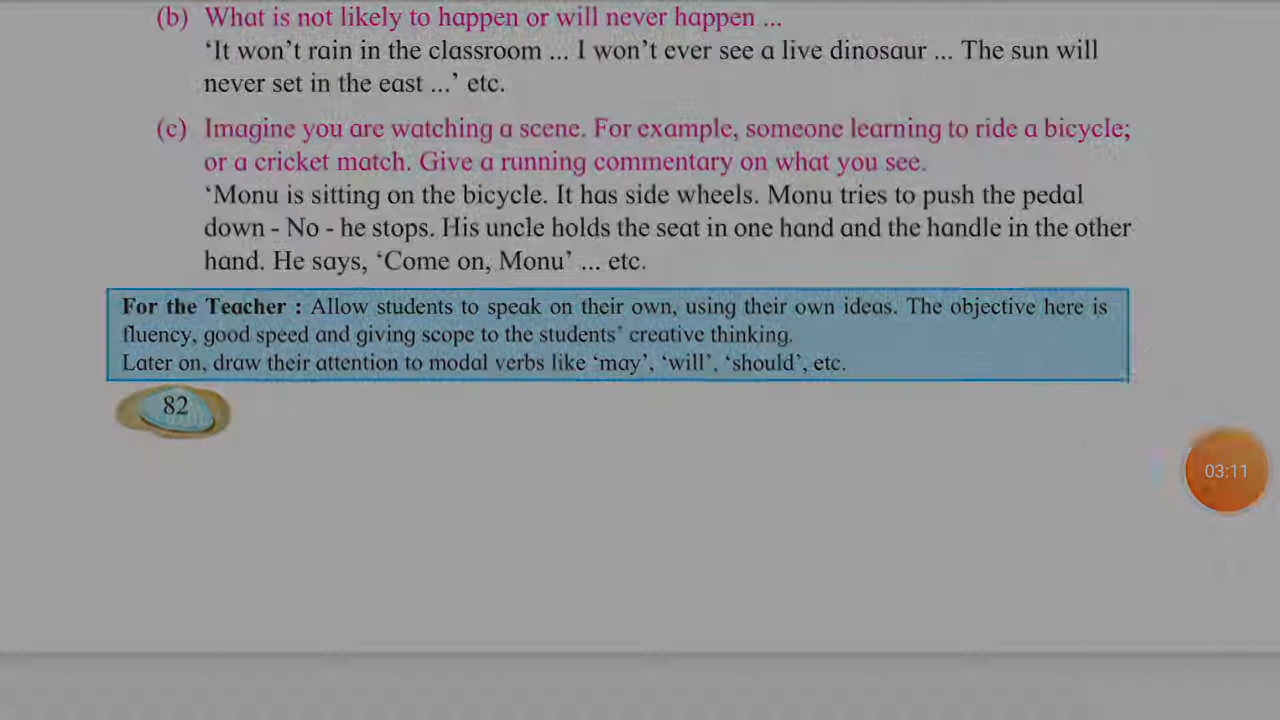 (b) What is not likely to happen or will never happen ...
‘It won’t rain in the classroom ... I won’t ever see a live dinosaur ... The sun will
never set in the east ...’ etc.
(c) Imagine you are watching a scene. For example, someone learning to ride a bicycle;
or a cricket match. Give a running commentary on what you see.
‘Monu is sitting on the bicycle. It has side wheels. Monu tries to push the pedal
down - No - he stops. His uncle holds the seat in one hand and the handle in the other
hand. He says, ‘Come on, Monu’ ... etc.
For the Teacher : Allow students to speak on their own, using their own ideas. The objective here is
fluency, good speed and giving scope to the students’ creative thinking.
Later on, draw their attention to modal verbs like ‘may’, ‘will’, ‘should’, etc.
82
03:11